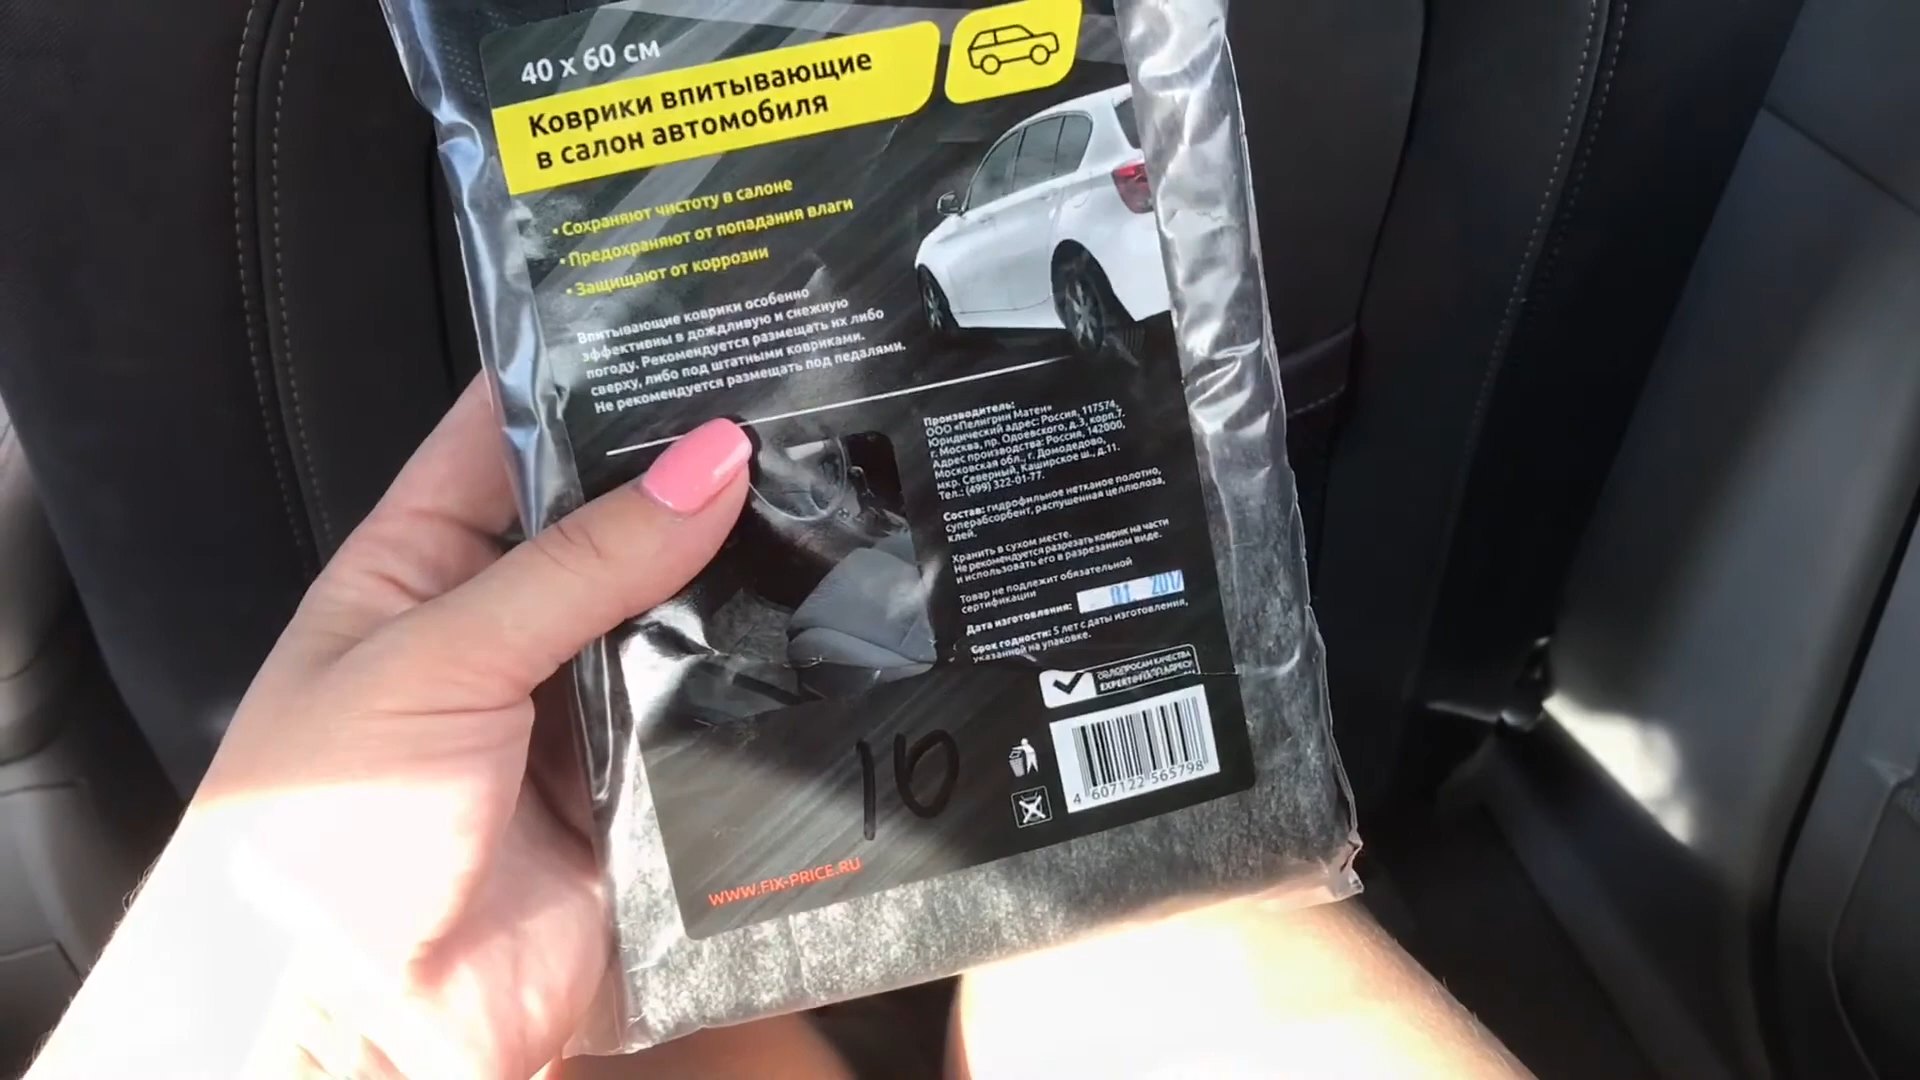 40 x 60 см
Коврики впитывающие
в салон автомобиля
• Сохраняют чистоту в салоне
• Предохраняют от попадания влаги
• Защищают от коррозии
Впитывающие коврики особенно
эффективны в дождливую и снежную
погоду. Рекомендуется размещать их либо
сверху, либо под штатными ковриками.
Не рекомендуется размещать под педалями.
Производитель:
ООО «Пелигрин Матен»
Юридический адрес: Россия, 117574,
г. Москва, пр. Одоевского, д.3, корп.7.
Адрес производства: Россия, 142000,
Московская обл., г. Домодедово,
мкр. Северный, Каширское ш., д.11.
Тел.: (499) 322-01-77.
Состав: гидрофильное нетканое полотно,
суперабсорбент, распушенная целлюлоза,
клей.
Хранить в сухом месте.
Не рекомендуется разрезать коврик на части
и использовать его в разрезанном виде.
Товар не подлежит обязательной
сертификации
Дата изготовления: 01. 2017
Срок годности: 5 лет с даты изготовления,
указанной на упаковке.
КАЧЕСТВА
4 607122 565798
10
WWW.FIX-PRICE.RU